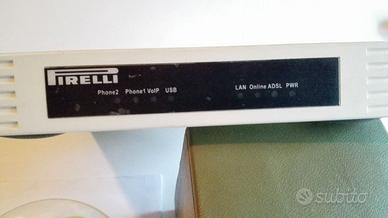 PIRELLI
Phone2 Phone1 VoIP USB LAN Online ADSL PWR
subito